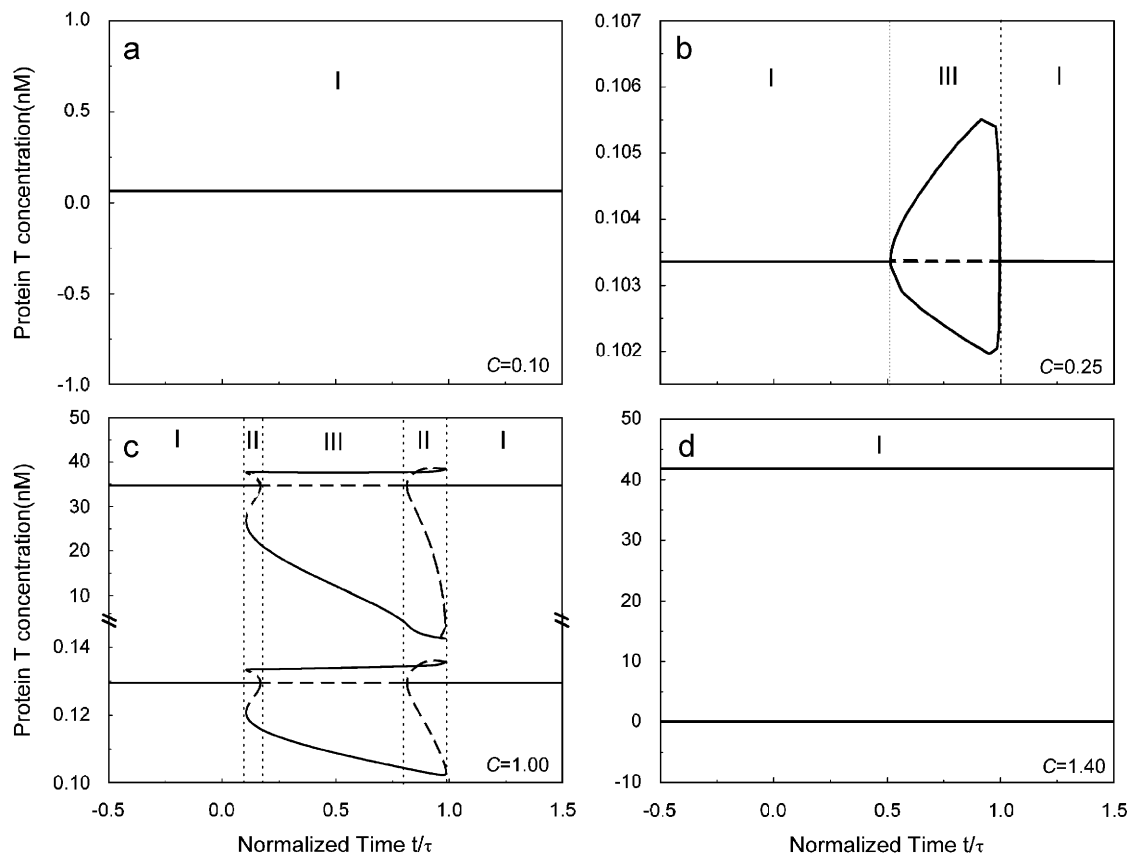 a
I
1.0
0.5
0.0
-0.5
-1.0
Protein T concentration(nM)
C=0.10
b
I
III
I
0.107
0.106
0.105
0.104
0.103
0.102
C=0.25
c
I
II
III
II
I
50
40
30
20
10
0.14
0.12
0.10
Protein T concentration(nM)
C=1.00
-0.5 0.0 0.5 1.0 1.5
Normalized Time t/τ
d
I
50
40
30
20
10
0
-10
C=1.40
-0.5 0.0 0.5 1.0 1.5
Normalized Time t/τ